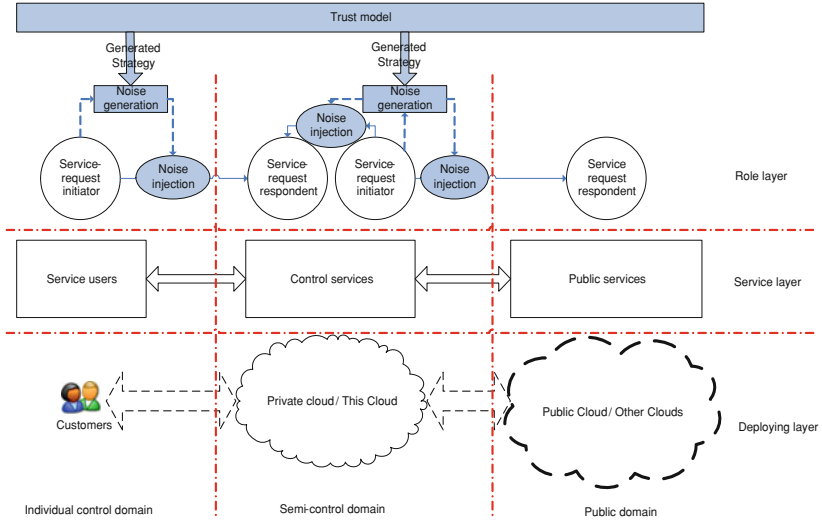 Trust model
Generated
Strategy
Generated
Strategy
Noise
generation
Noise
generation
Noise
injection
Service-
request
initiator
Noise
injection
Service-
request
respondent
Service-
request
initiator
Noise
injection
Service
request
respondent
Role layer
Service users
Control services
Public services
Service layer
Private cloud / This Cloud
Public Cloud / Other Clouds
Customers
Deploying layer
Individual control domain
Semi-control domain
Public domain